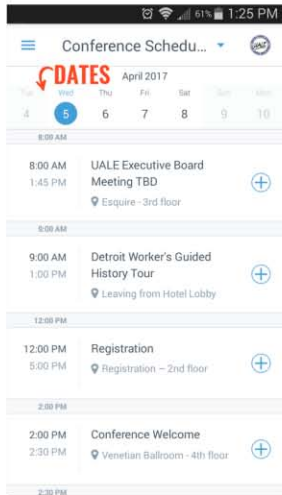 61% 1:25 PM
Conference Schedu...
DATES April 2017
Tue Wed Thu Fri Sat Sun Mon
4 5 6 7 8 9 10
8:00 AM
8:00 AM UALE Executive Board
1:45 PM Meeting TBD
Esquire - 3rd floor
9:00 AM
9:00 AM Detroit Worker's Guided
1:00 PM History Tour
Leaving from Hotel Lobby
12:00 PM
12:00 PM Registration
5:00 PM Registration – 2nd floor
2:00 PM
2:00 PM Conference Welcome
2:30 PM Venetian Ballroom - 4th floor
2:30 PM